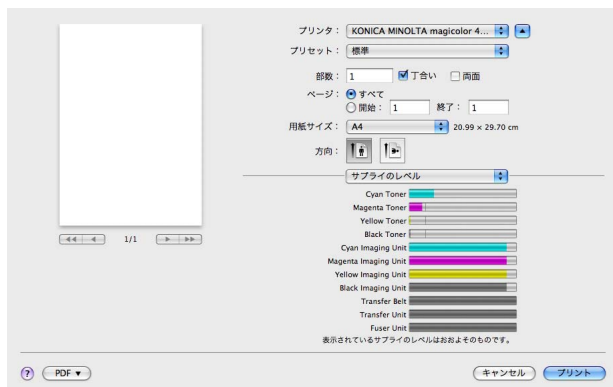 プリンタ： KONICA MINOLTA magicolor 4...
プリセット： 標準
部数： 1 丁合い 両面
ページ： すべて
開始： 1 終了： 1
用紙サイズ： A4 20.99 × 29.70 cm
方向：
サプライのレベル
Cyan Toner
Magenta Toner
Yellow Toner
Black Toner
Cyan Imaging Unit
Magenta Imaging Unit
Yellow Imaging Unit
Black Imaging Unit
Transfer Belt
Transfer Unit
Fuser Unit
表示されているサプライのレベルはおおよそのものです。
1/1
? PDF ▼ キャンセル プリント